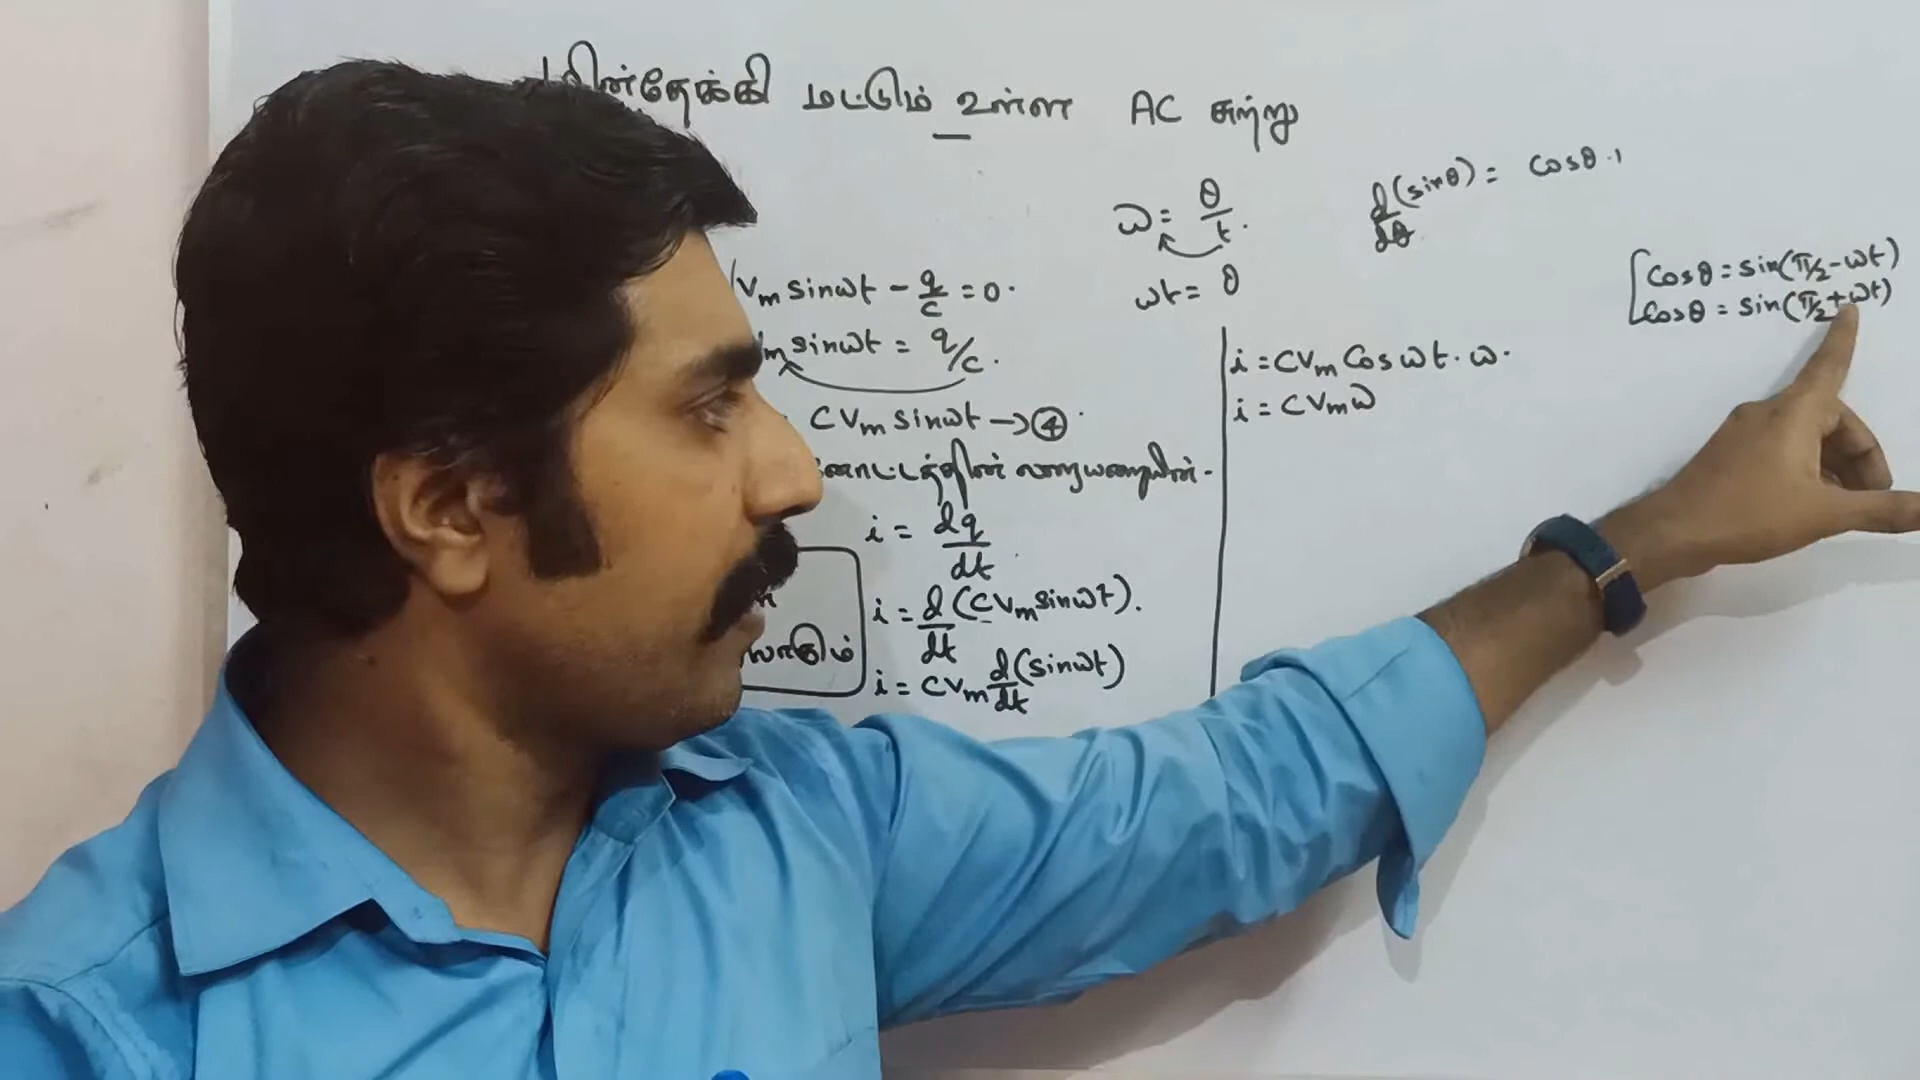 மின்தேக்கி மட்டும் உள்ள AC சுற்று
ω = θ/t.
ωt = θ
d/dθ (sinθ) = cosθ.1
[cosθ = sin(π/2 - ωt)
cosθ = sin(π/2 + ωt)
Vm sinωt - q/c = 0.
m sinωt = q/c.
CVm sinωt → ④
i = dq/dt
i = d/dt (CVm sinωt).
i = CVm d/dt (sinωt)
i = CVm Cos ωt. ω.
i = CVm ω